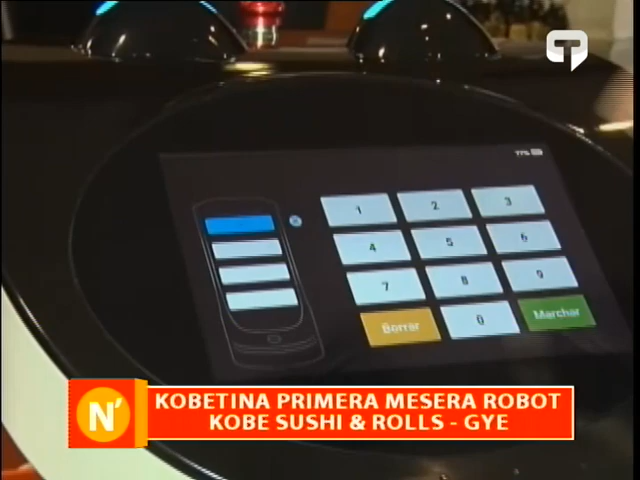 77%
1 2 3
4 5 6
7 8 9
Borrar 0 Marchar
N'
KOBETINA PRIMERA MESERA ROBOT
KOBE SUSHI & ROLLS - GYE